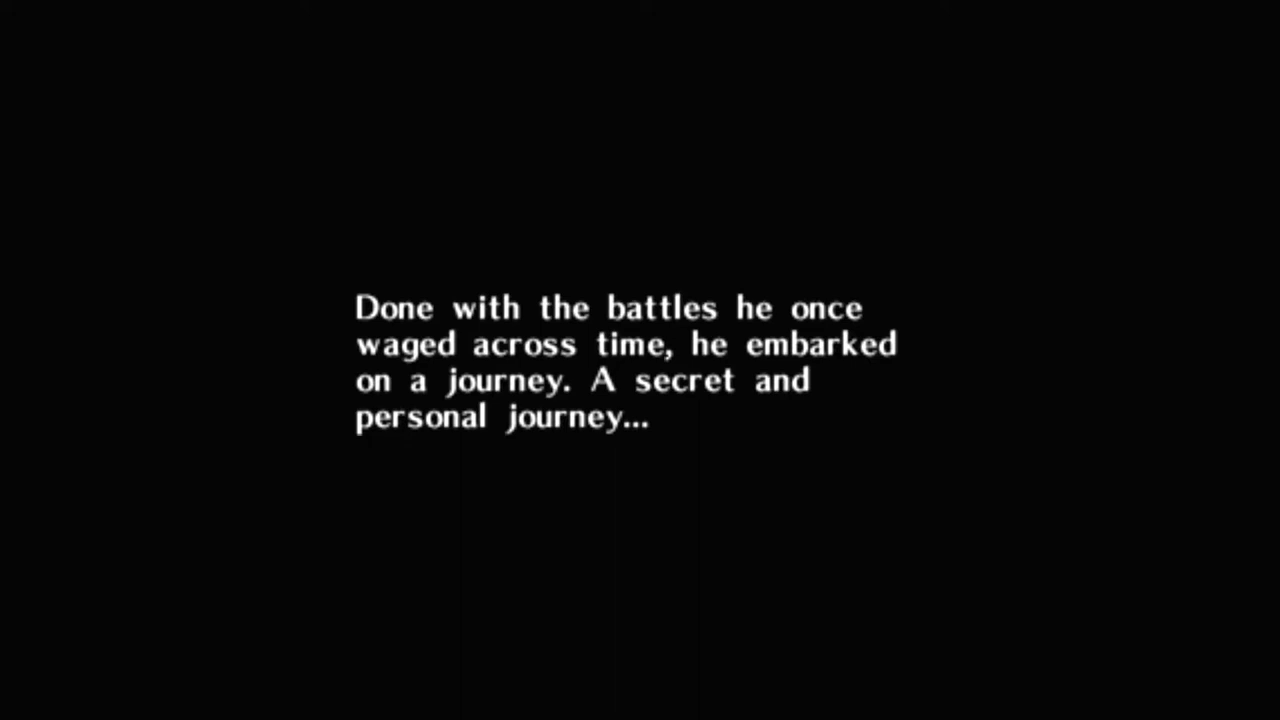 Done with the battles he once
waged across time, he embarked
on a journey. A secret and
personal journey...